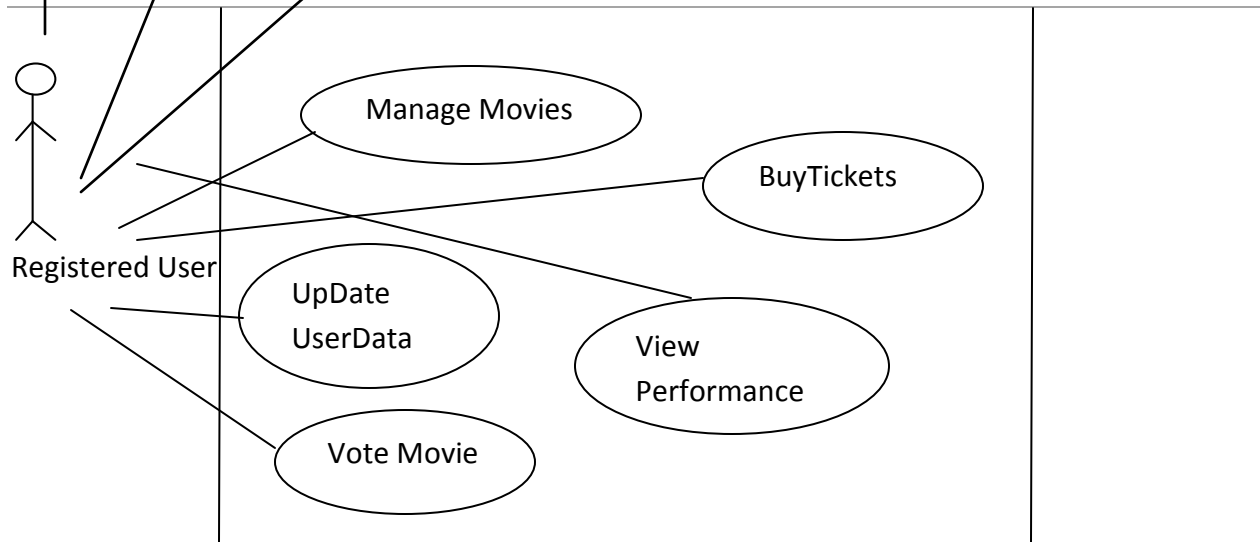 Manage Movies
BuyTickets
Registered User
UpDate
UserData
View
Performance
Vote Movie